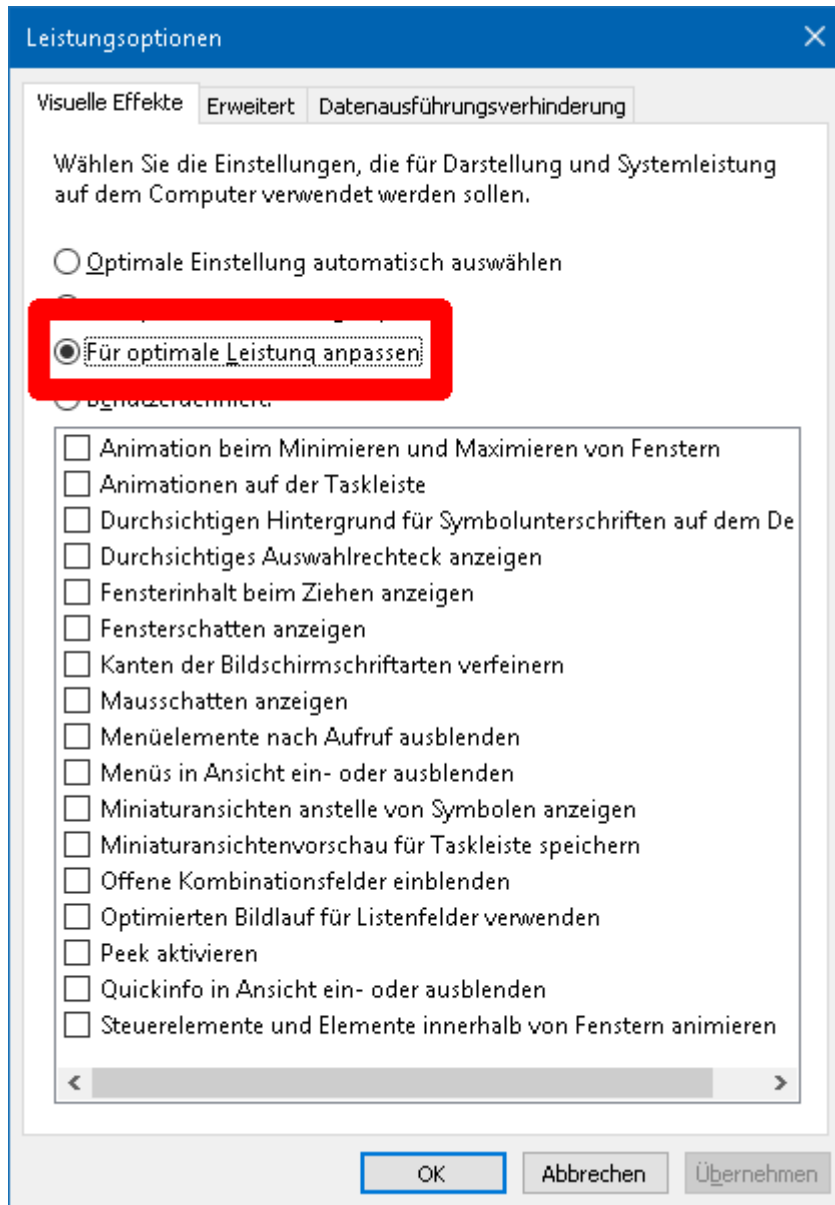 Leistungsoptionen
Visuelle Effekte Erweitert Datenausführungsverhinderung
Wählen Sie die Einstellungen, die für Darstellung und Systemleistung
auf dem Computer verwendet werden sollen.
Optimale Einstellung automatisch auswählen
Für optimale Leistung anpassen
Animation beim Minimieren und Maximieren von Fenstern
Animationen auf der Taskleiste
Durchsichtigen Hintergrund für Symbolunterschriften auf dem De
Durchsichtiges Auswahlrechteck anzeigen
Fensterinhalt beim Ziehen anzeigen
Fensterschatten anzeigen
Kanten der Bildschirmschriftarten verfeinern
Mausschatten anzeigen
Menüelemente nach Aufruf ausblenden
Menüs in Ansicht ein- oder ausblenden
Miniaturansichten anstelle von Symbolen anzeigen
Miniaturansichtenvorschau für Taskleiste speichern
Offene Kombinationsfelder einblenden
Optimierten Bildlauf für Listenfelder verwenden
Peek aktivieren
Quickinfo in Ansicht ein- oder ausblenden
Steuerelemente und Elemente innerhalb von Fenstern animieren
OK Abbrechen Übernehmen